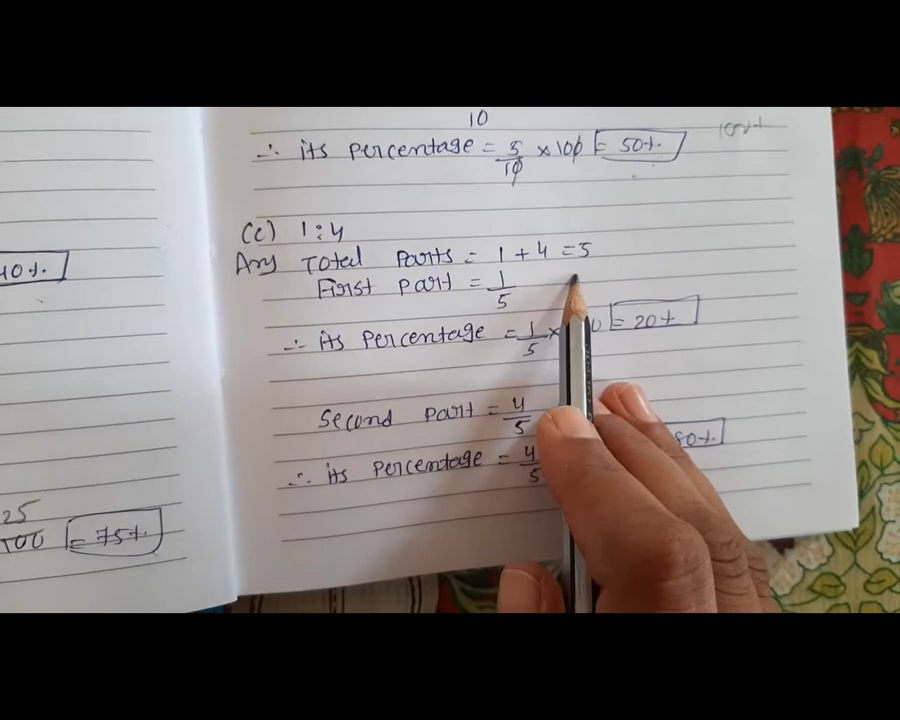 40%.
25
100 = 75%.
10
∴ its percentage = 5/10 × 100 = 50%.
(c) 1:4
Ans Total Parts = 1 + 4 = 5
First part = 1/5
∴ its Percentage = 1/5 × 0 = 20%
Second part = 4/5
∴ its Percentage = 4/5 80%.